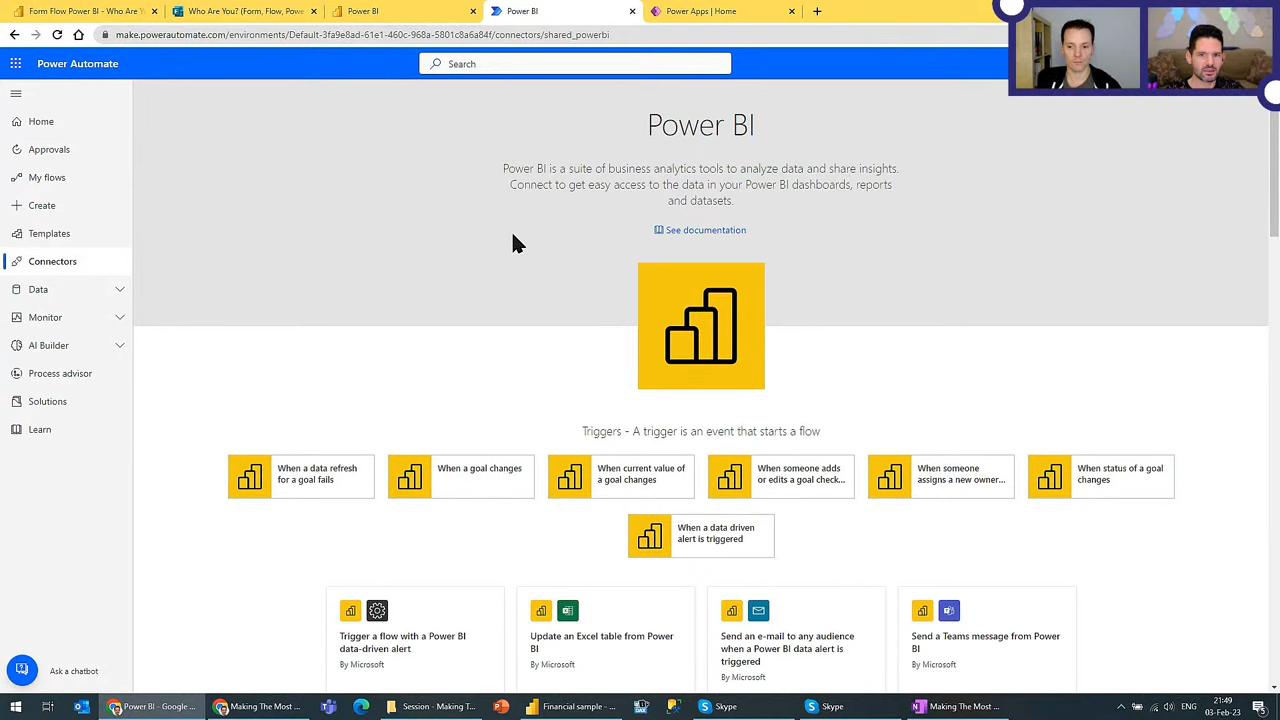 Form Flow PowerBI - Who Are Yo
Who Are You? (Form, Flow, Powe
Power BI
Power BI
Power Apps | Home
make.powerautomate.com/environments/Default-3fa9e8ad-61e1-460c-968a-5801c8a6a84f/connectors/shared_powerbi
Power Automate
Search
Home
Approvals
My flows
Create
Templates
Connectors
Data
Monitor
AI Builder
Process advisor
Solutions
Learn
Ask a chatbot
Power BI
Power BI is a suite of business analytics tools to analyze data and share insights.
Connect to get easy access to the data in your Power BI dashboards, reports
and datasets.
See documentation
Triggers - A trigger is an event that starts a flow
When a data refresh
for a goal fails
When a goal changes
When current value of
a goal changes
When someone adds
or edits a goal check...
When someone
assigns a new owner...
When status of a goal
changes
When a data driven
alert is triggered
Trigger a flow with a Power BI
data-driven alert
By Microsoft
Update an Excel table from Power
BI
By Microsoft
Send an e-mail to any audience
when a Power BI data alert is
triggered
By Microsoft
Send a Teams message from Power
BI
By Microsoft
Power BI - Google ...
Making The Most ...
Session - Making T...
Financial sample - ...
Skype
Skype
Making The Most ...
ENG
21:49
03-Feb-23